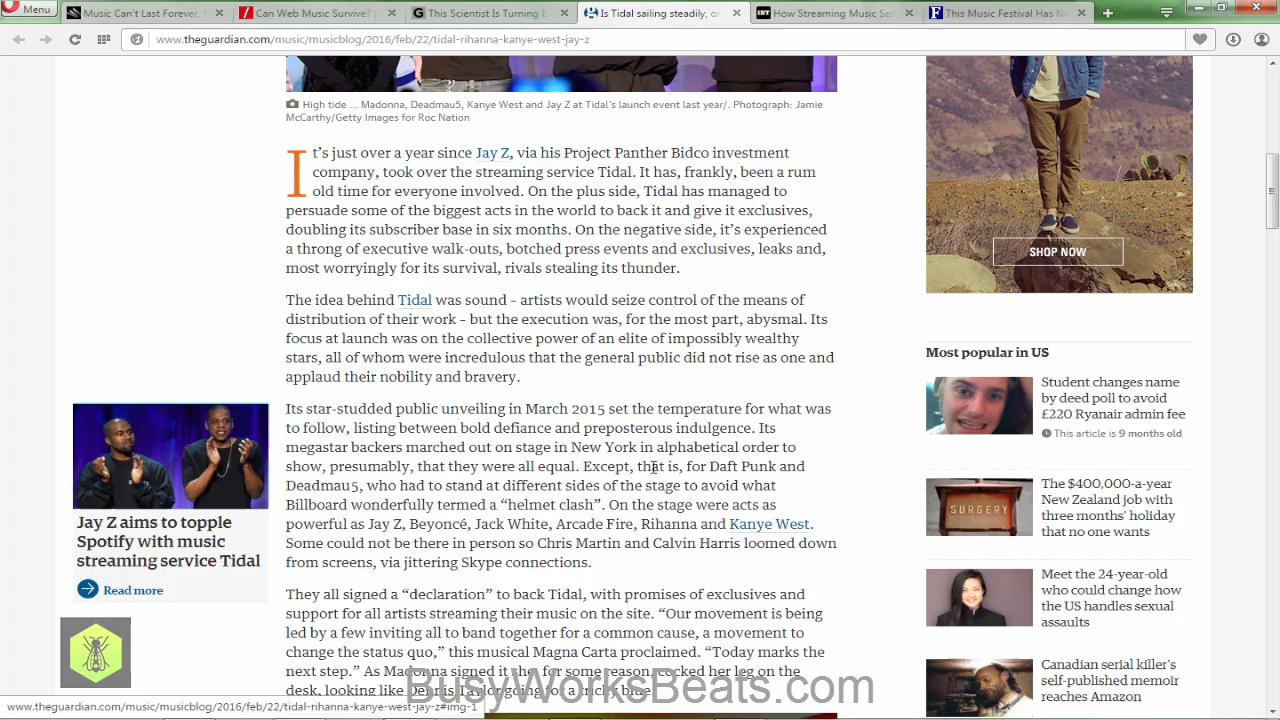 Menu
Music Can't Last Forever,
Can Web Music Survive?
This Scientist Is Turning E
Is Tidal sailing steadily, or
How Streaming Music Ser
This Music Festival Has N
www.theguardian.com/music/musicblog/2016/feb/22/tidal-rihanna-kanye-west-jay-z
High tide ... Madonna, Deadmau5, Kanye West and Jay Z at Tidal's launch event last year/. Photograph: Jamie
McCarthy/Getty Images for Roc Nation
It's just over a year since Jay Z, via his Project Panther Bidco investment
company, took over the streaming service Tidal. It has, frankly, been a rum
old time for everyone involved. On the plus side, Tidal has managed to
persuade some of the biggest acts in the world to back it and give it exclusives,
doubling its subscriber base in six months. On the negative side, it's experienced
a throng of executive walk-outs, botched press events and exclusives, leaks and,
most worryingly for its survival, rivals stealing its thunder.
The idea behind Tidal was sound – artists would seize control of the means of
distribution of their work – but the execution was, for the most part, abysmal. Its
focus at launch was on the collective power of an elite of impossibly wealthy
stars, all of whom were incredulous that the general public did not rise as one and
applaud their nobility and bravery.
Its star-studded public unveiling in March 2015 set the temperature for what was
to follow, listing between bold defiance and preposterous indulgence. Its
megastar backers marched out on stage in New York in alphabetical order to
show, presumably, that they were all equal. Except, that is, for Daft Punk and
Deadmau5, who had to stand at different sides of the stage to avoid what
Billboard wonderfully termed a “helmet clash”. On the stage were acts as
powerful as Jay Z, Beyoncé, Jack White, Arcade Fire, Rihanna and Kanye West.
Some could not be there in person so Chris Martin and Calvin Harris loomed down
from screens, via jittering Skype connections.
They all signed a “declaration” to back Tidal, with promises of exclusives and
support for all artists streaming their music on the site. “Our movement is being
led by a few inviting all to band together for a common cause, a movement to
change the status quo,” this musical Magna Carta proclaimed. “Today marks the
next step.” As Madonna signed it, she, for some reason, cocked her leg on the
desk, looking like Dennis Taylor going for a tricky blue.
Jay Z aims to topple
Spotify with music
streaming service Tidal
Read more
SHOP NOW
Most popular in US
Student changes name
by deed poll to avoid
£220 Ryanair admin fee
This article is 9 months old
SURGERY
The $400,000-a-year
New Zealand job with
three months' holiday
that no one wants
Meet the 24-year-old
who could change how
the US handles sexual
assaults
Canadian serial killer's
self-published memoir
reaches Amazon
BusyWorksBeats.com
www.theguardian.com/music/musicblog/2016/feb/22/tidal-rihanna-kanye-west-jay-z#img-1